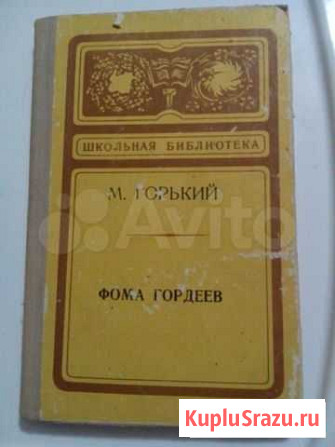 ШКОЛЬНАЯ БИБЛИОТЕКА
М. ГОРЬКИЙ
Avito
ФОМА ГОРДЕЕВ
KupluSrazu.ru